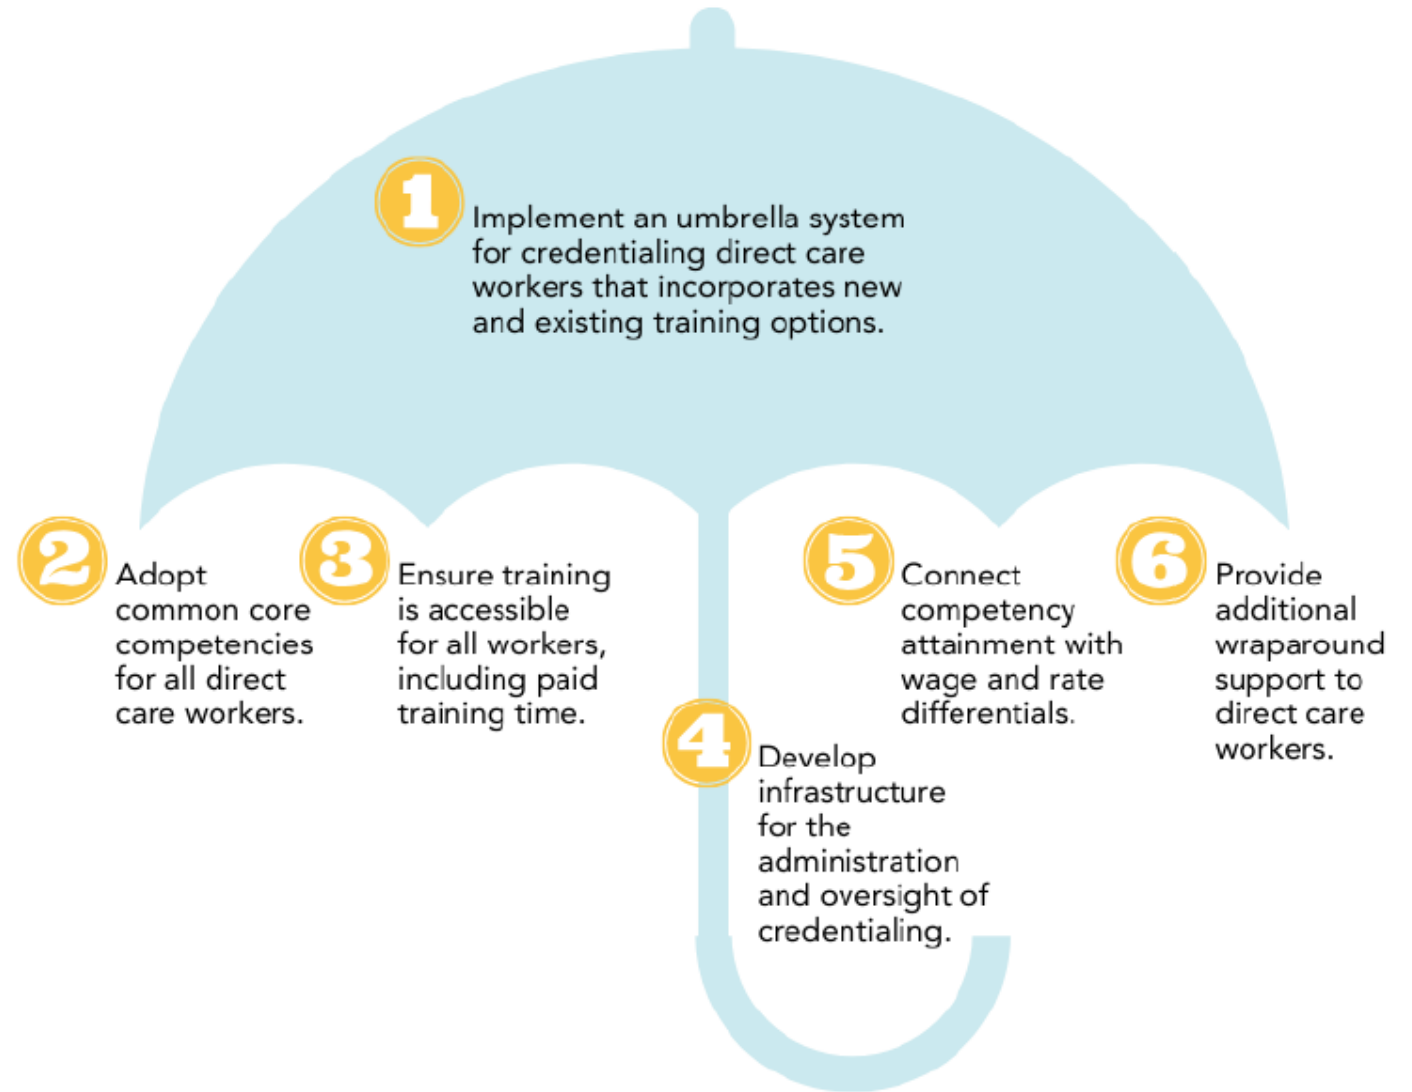 1
Implement an umbrella system
for credentialing direct care
workers that incorporates new
and existing training options.
2
Adopt
common core
competencies
for all direct
care workers.
3
Ensure training
is accessible
for all workers,
including paid
training time.
4
Develop
infrastructure
for the
administration
and oversight of
credentialing.
5
Connect
competency
attainment with
wage and rate
differentials.
6
Provide
additional
wraparound
support to
direct care
workers.